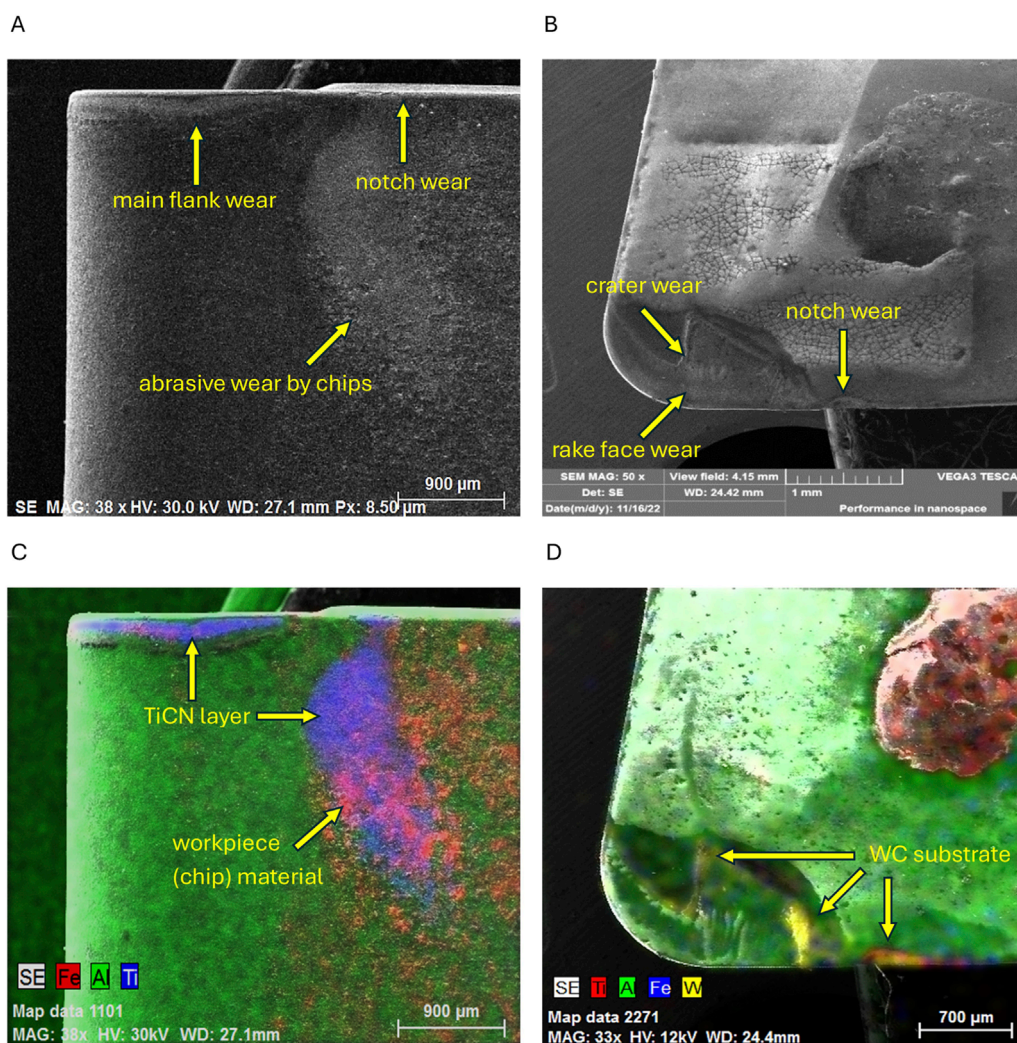 A
B
main flank wear
notch wear
abrasive wear by chips
900 µm
SE MAG: 38 x HV: 30.0 kV WD: 27.1 mm Px: 8.50 µm
crater wear
notch wear
rake face wear
SEM MAG: 50 x View field: 4.15 mm VEGA3 TESCA
Det: SE WD: 24.42 mm 1 mm
Date(m/d/y): 11/16/22 Performance in nanospace
C
D
TiCN layer
workpiece
(chip) material
SE Fe Al Ti
Map data 1101
MAG: 38x HV: 30kV WD: 27.1mm
900 µm
WC substrate
SE Ti A Fe W
Map data 2271
MAG: 33x HV: 12kV WD: 24.4mm
700 µm